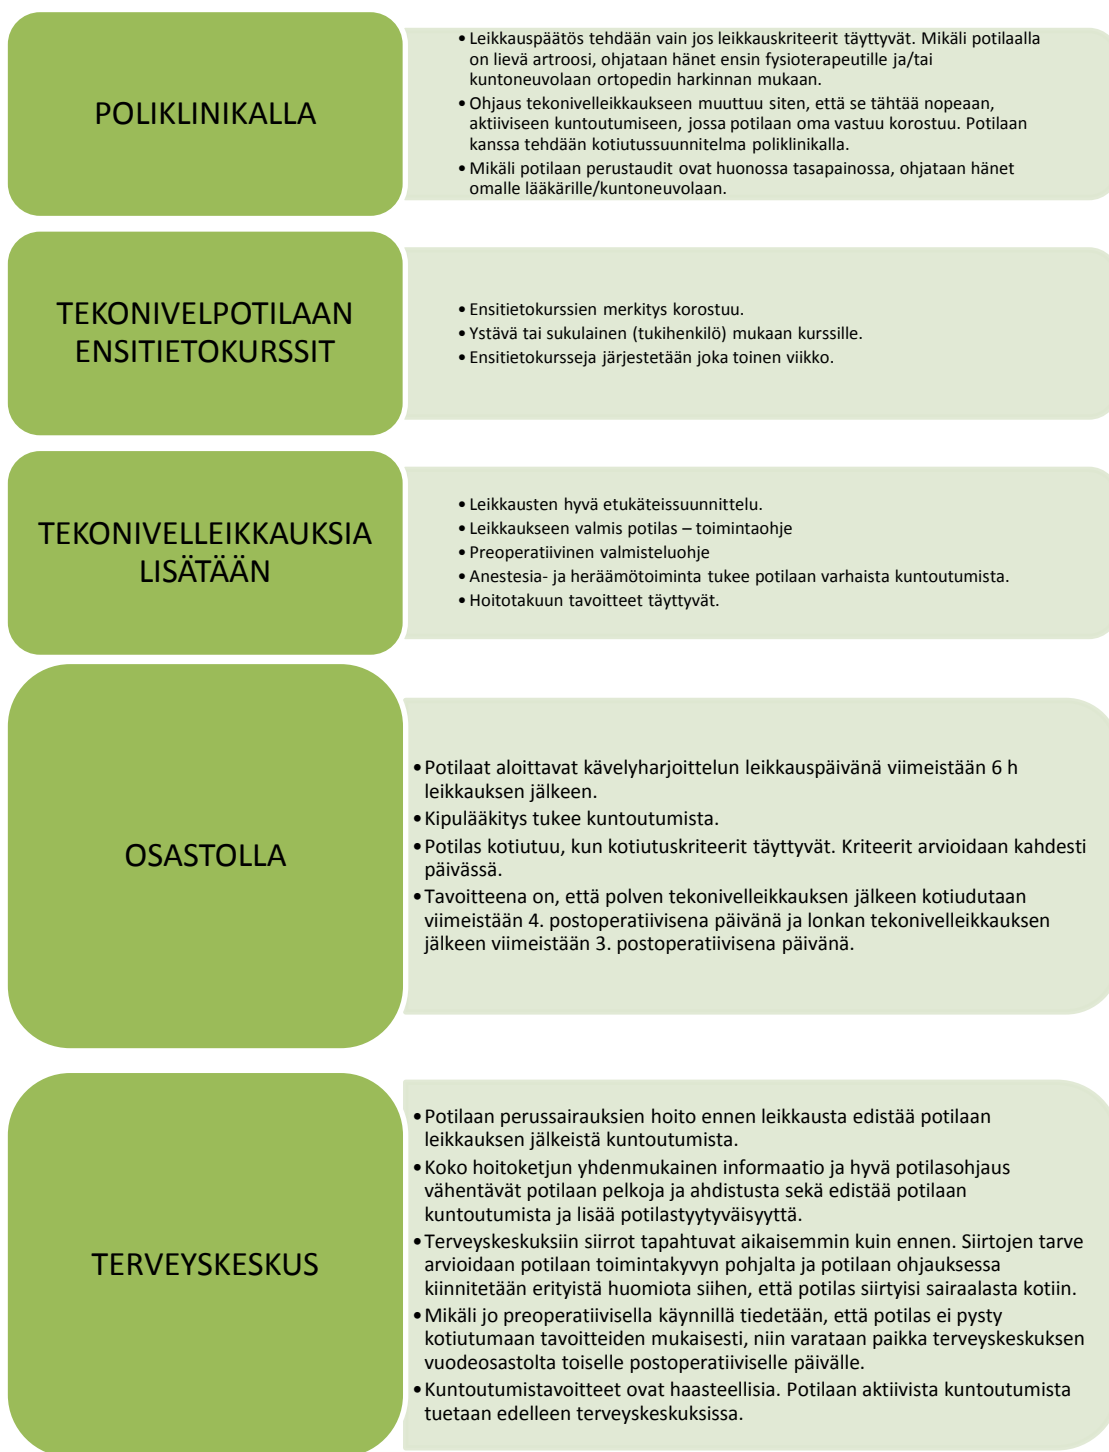 POLIKLINIKALLA
• Leikkauspäätös tehdään vain jos leikkauskriteerit täyttyvät. Mikäli potilaalla
on lievä artroosi, ohjataan hänet ensin fysioterapeutille ja/tai
kuntoneuvolaan ortopedin harkinnan mukaan.
• Ohjaus tekonivelleikkaukseen muuttuu siten, että se tähtää nopeaan,
aktiiviseen kuntoutumiseen, jossa potilaan oma vastuu korostuu. Potilaan
kanssa tehdään kotiutussuunnitelma poliklinikalla.
• Mikäli potilaan perustaudit ovat huonossa tasapainossa, ohjataan hänet
omalle lääkärille/kuntoneuvolaan.
TEKONIVELPOTILAAN
ENSITIETOKURSSIT
• Ensitietokurssien merkitys korostuu.
• Ystävä tai sukulainen (tukihenkilö) mukaan kurssille.
• Ensitietokursseja järjestetään joka toinen viikko.
TEKONIVELLEIKKAUKSIA
LISÄTÄÄN
• Leikkausten hyvä etukäteissuunnittelu.
• Leikkaukseen valmis potilas – toimintaohje
• Preoperatiivinen valmisteluohje
• Anestesia- ja heräämötoiminta tukee potilaan varhaista kuntoutumista.
• Hoitotakuun tavoitteet täyttyvät.
OSASTOLLA
• Potilaat aloittavat kävelyharjoittelun leikkauspäivänä viimeistään 6 h
leikkauksen jälkeen.
• Kipulääkitys tukee kuntoutumista.
• Potilas kotiutuu, kun kotiutuskriteerit täyttyvät. Kriteerit arvioidaan kahdesti
päivässä.
• Tavoitteena on, että polven tekonivelleikkauksen jälkeen kotiudutaan
viimeistään 4. postoperatiivisena päivänä ja lonkan tekonivelleikkauksen
jälkeen viimeistään 3. postoperatiivisena päivänä.
TERVEYSKESKUS
• Potilaan perussairauksien hoito ennen leikkausta edistää potilaan
leikkauksen jälkeistä kuntoutumista.
• Koko hoitoketjun yhdenmukainen informaatio ja hyvä potilasohjaus
vähentävät potilaan pelkoja ja ahdistusta sekä edistää potilaan
kuntoutumista ja lisää potilastyytyväisyyttä.
• Terveyskeskuksiin siirrot tapahtuvat aikaisemmin kuin ennen. Siirtojen tarve
arvioidaan potilaan toimintakyvyn pohjalta ja potilaan ohjauksessa
kiinnitetään erityistä huomiota siihen, että potilas siirtyisi sairaalasta kotiin.
• Mikäli jo preoperatiivisella käynnillä tiedetään, että potilas ei pysty
kotiutumaan tavoitteiden mukaisesti, niin varataan paikka terveyskeskuksen
vuodeosastolta toiselle postoperatiiviselle päivälle.
• Kuntoutumistavoitteet ovat haasteellisia. Potilaan aktiivista kuntoutumista
tuetaan edelleen terveyskeskuksissa.